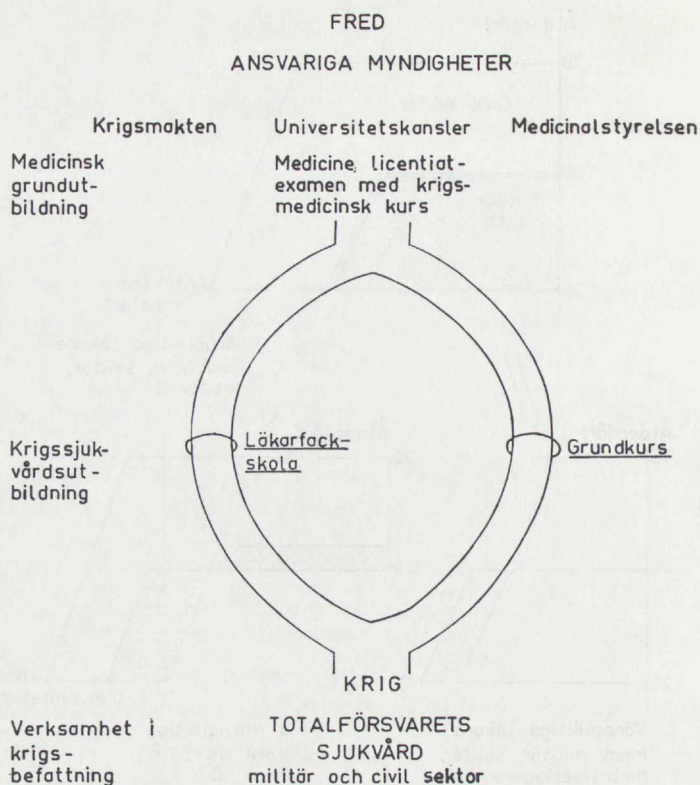 FRED
ANSVARIGA MYNDIGHETER
Krigsmakten Universitetskansler Medicinalstyrelsen
Medicinsk
grundut-
bildning
Medicine licentiat-
examen med krigs-
medicinsk kurs
Krigssjuk-
vårdsut-
bildning
Läkarfack-
skola
Grundkurs
KRIG
Verksamhet i
krigs-
befattning
TOTALFÖRSVARETS
SJUKVÅRD
militär och civil sektor